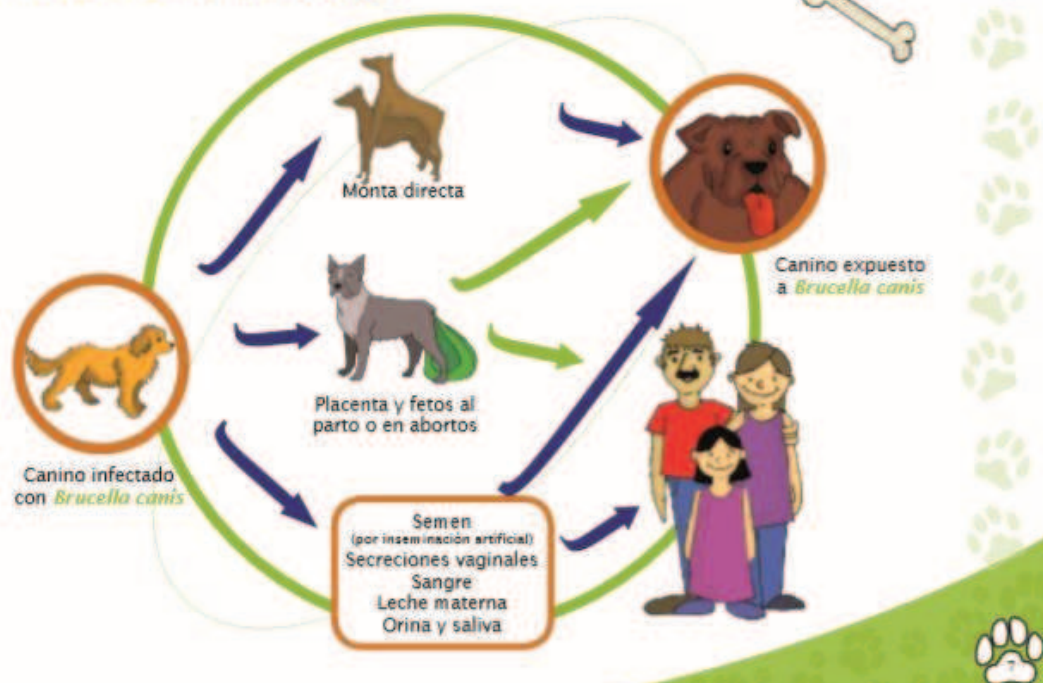 Monta directa
Canino expuesto
a Brucella canis
Placenta y fetos al
parto o en abortos
Canino infectado
con Brucella canis
Semen
(por inseminación artificial)
Secreciones vaginales
Sangre
Leche materna
Orina y saliva
7